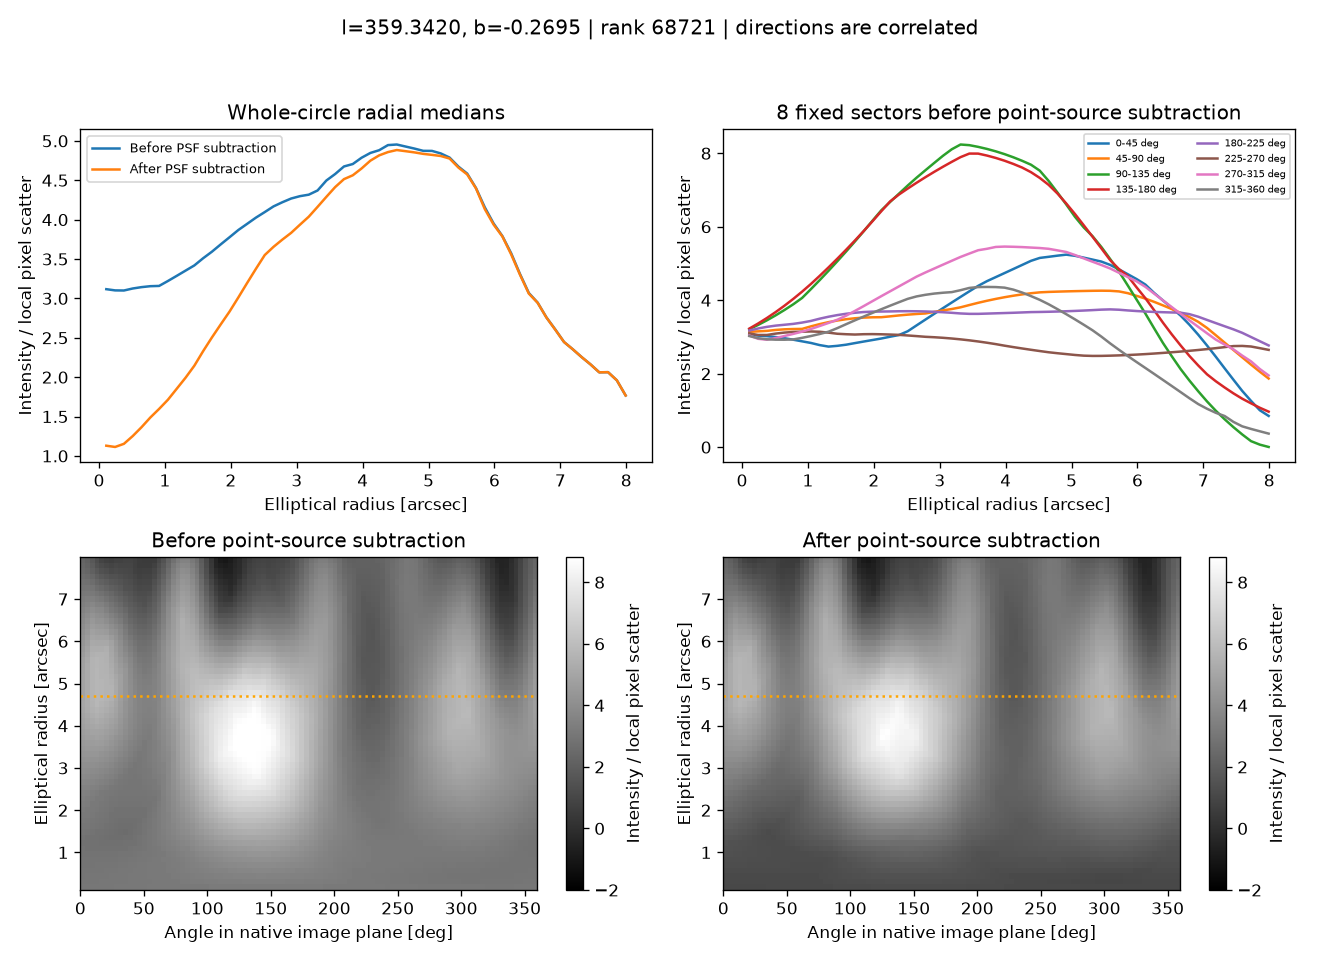 l=359.3420, b=-0.2695 | rank 68721 | directions are correlated
Whole-circle radial medians
Intensity / local pixel scatter
5.0
4.5
4.0
3.5
3.0
2.5
2.0
1.5
1.0
Before PSF subtraction
After PSF subtraction
0 1 2 3 4 5 6 7 8
Elliptical radius [arcsec]
8 fixed sectors before point-source subtraction
Intensity / local pixel scatter
8
6
4
2
0
0-45 deg
45-90 deg
90-135 deg
135-180 deg
180-225 deg
225-270 deg
270-315 deg
315-360 deg
0 1 2 3 4 5 6 7 8
Elliptical radius [arcsec]
Before point-source subtraction
Elliptical radius [arcsec]
7
6
5
4
3
2
1
0 50 100 150 200 250 300 350
Angle in native image plane [deg]
8
6
4
2
0
−2
Intensity / local pixel scatter
After point-source subtraction
Elliptical radius [arcsec]
7
6
5
4
3
2
1
0 50 100 150 200 250 300 350
Angle in native image plane [deg]
8
6
4
2
0
−2
Intensity / local pixel scatter